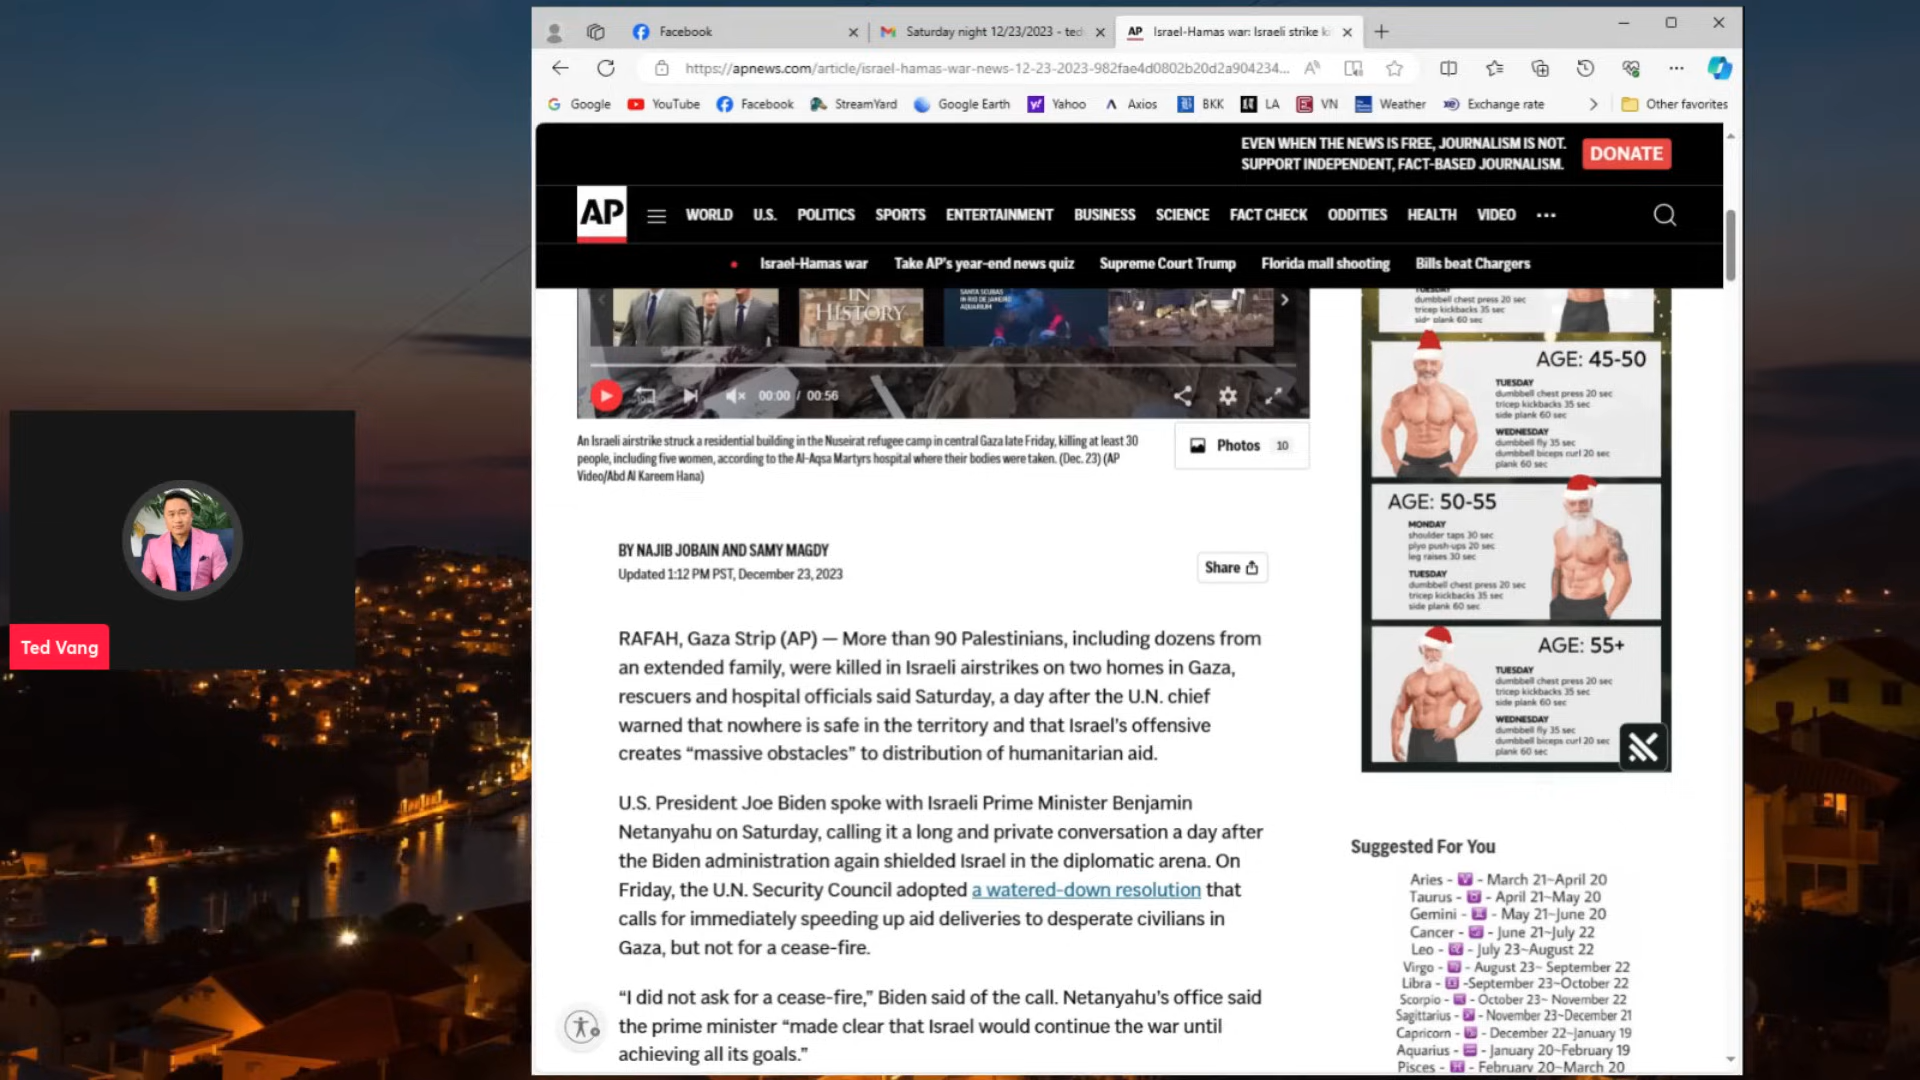 Facebook
Saturday night 12/23/2023 - ted
AP Israel-Hamas war: Israeli strike k
https://apnews.com/article/israel-hamas-war-news-12-23-2023-982fae4d0802b20d2a904234...
Google YouTube Facebook StreamYard Google Earth Yahoo Axios BKK LA VN Weather Exchange rate Other favorites
EVEN WHEN THE NEWS IS FREE, JOURNALISM IS NOT.
SUPPORT INDEPENDENT, FACT-BASED JOURNALISM.
DONATE
AP
WORLD U.S. POLITICS SPORTS ENTERTAINMENT BUSINESS SCIENCE FACT CHECK ODDITIES HEALTH VIDEO
Israel-Hamas war Take AP's year-end news quiz Supreme Court Trump Florida mall shooting Bills beat Chargers
IN
HISTORY
SANTA SCUBAS
IN RIO DE JANEIRO
AQUARIUM
00:00 / 00:56
An Israeli airstrike struck a residential building in the Nuseirat refugee camp in central Gaza late Friday, killing at least 30
people, including five women, according to the Al-Aqsa Martyrs hospital where their bodies were taken. (Dec. 23) (AP
Video/Abd Al Kareem Hana)
Photos 10
BY NAJIB JOBAIN AND SAMY MAGDY
Updated 1:12 PM PST, December 23, 2023
Share
RAFAH, Gaza Strip (AP) — More than 90 Palestinians, including dozens from
an extended family, were killed in Israeli airstrikes on two homes in Gaza,
rescuers and hospital officials said Saturday, a day after the U.N. chief
warned that nowhere is safe in the territory and that Israel's offensive
creates “massive obstacles” to distribution of humanitarian aid.
U.S. President Joe Biden spoke with Israeli Prime Minister Benjamin
Netanyahu on Saturday, calling it a long and private conversation a day after
the Biden administration again shielded Israel in the diplomatic arena. On
Friday, the U.N. Security Council adopted a watered-down resolution that
calls for immediately speeding up aid deliveries to desperate civilians in
Gaza, but not for a cease-fire.
“I did not ask for a cease-fire,” Biden said of the call. Netanyahu's office said
the prime minister “made clear that Israel would continue the war until
achieving all its goals.”
TUESDAY
dumbbell chest press 20 sec
tricep kickbacks 35 sec
side plank 60 sec
AGE: 45-50
TUESDAY
dumbbell chest press 20 sec
tricep kickbacks 35 sec
side plank 60 sec
WEDNESDAY
dumbbell fly 35 sec
dumbbell biceps curl 20 sec
plank 60 sec
AGE: 50-55
MONDAY
shoulder taps 30 sec
plyo push-ups 20 sec
leg raises 30 sec
TUESDAY
dumbbell chest press 20 sec
tricep kickbacks 35 sec
side plank 60 sec
AGE: 55+
TUESDAY
dumbbell chest press 20 sec
tricep kickbacks 35 sec
side plank 60 sec
WEDNESDAY
dumbbell fly 35 sec
dumbbell biceps curl 20 sec
plank 60 sec
Suggested For You
Aries - ♈ - March 21~April 20
Taurus - ♉ - April 21~May 20
Gemini - ♊ - May 21~June 20
Cancer - ♋ - June 21~July 22
Leo - ♌ - July 23~August 22
Virgo - ♍ - August 23~ September 22
Libra - ♎ -September 23~October 22
Scorpio - ♏ - October 23~ November 22
Sagittarius - ♐ - November 23~December 21
Capricorn - ♑ - December 22~January 19
Aquarius - ♒ - January 20~February 19
Pisces - ♓ - February 20~March 20
Ted Vang